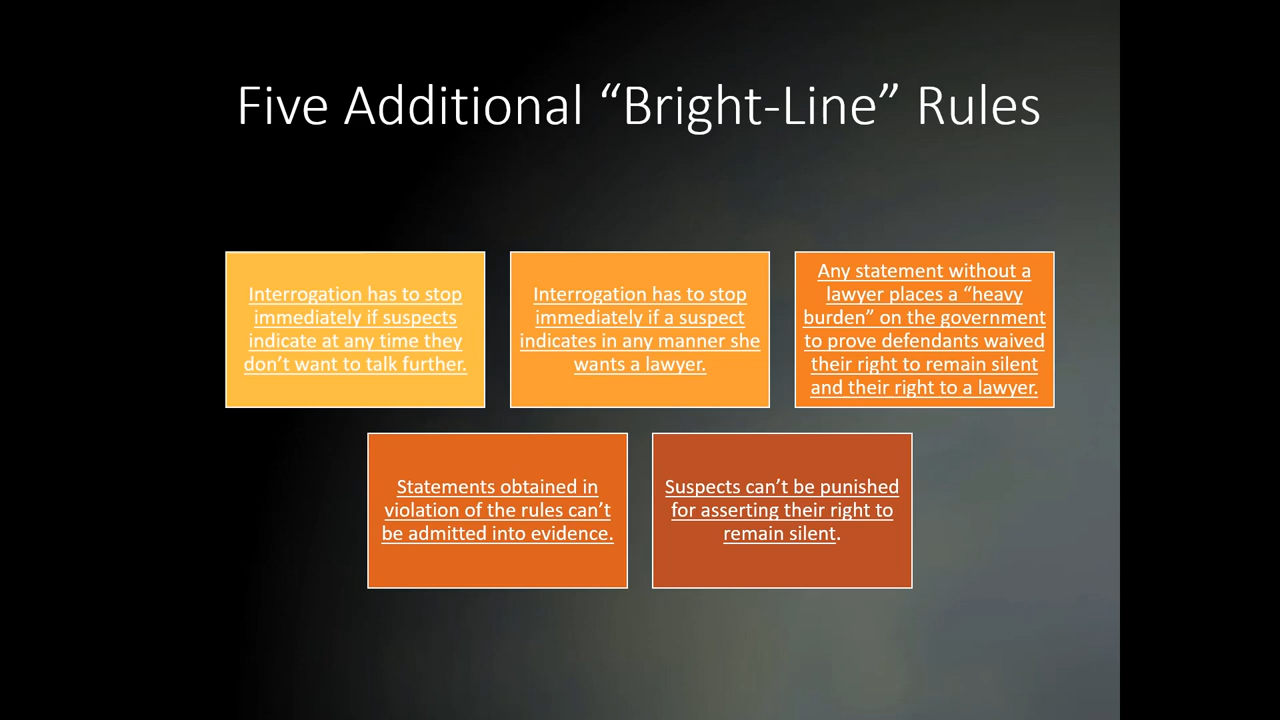 Five Additional “Bright-Line” Rules
Interrogation has to stop
immediately if suspects
indicate at any time they
don’t want to talk further.
Interrogation has to stop
immediately if a suspect
indicates in any manner she
wants a lawyer.
Any statement without a
lawyer places a “heavy
burden” on the government
to prove defendants waived
their right to remain silent
and their right to a lawyer.
Statements obtained in
violation of the rules can’t
be admitted into evidence.
Suspects can’t be punished
for asserting their right to
remain silent.